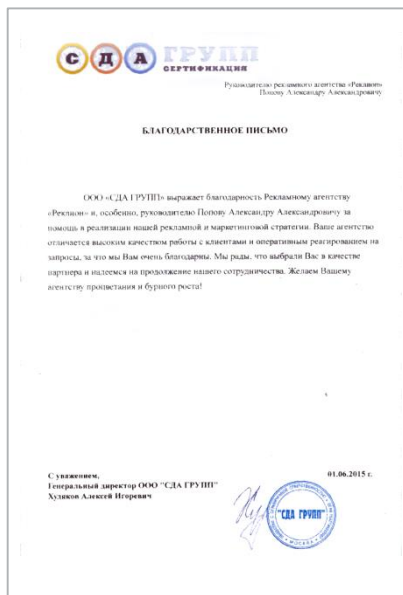 СДА ГРУПП
СЕРТИФИКАЦИЯ
Руководителю рекламного агентства «Реклион»
Попову Александру Александровичу
БЛАГОДАРСТВЕННОЕ ПИСЬМО
ООО «СДА ГРУПП» выражает благодарность Рекламному агентству
«Реклион» и, особенно, руководителю Попову Александру Александровичу за
помощь в реализации нашей рекламной и маркетинговой стратегии. Ваше агентство
отличается высоким качеством работы с клиентами и оперативным реагированием на
запросы, за что мы Вам очень благодарны. Мы рады, что выбрали Вас в качестве
партнера и надеемся на продолжение нашего сотрудничества. Желаем Вашему
агентству процветания и бурного роста!
С уважением,
01.06.2015 г.
Генеральный директор ООО "СДА ГРУПП"
Худяков Алексей Игоревич
"СДА ГРУПП"
МОСКВА